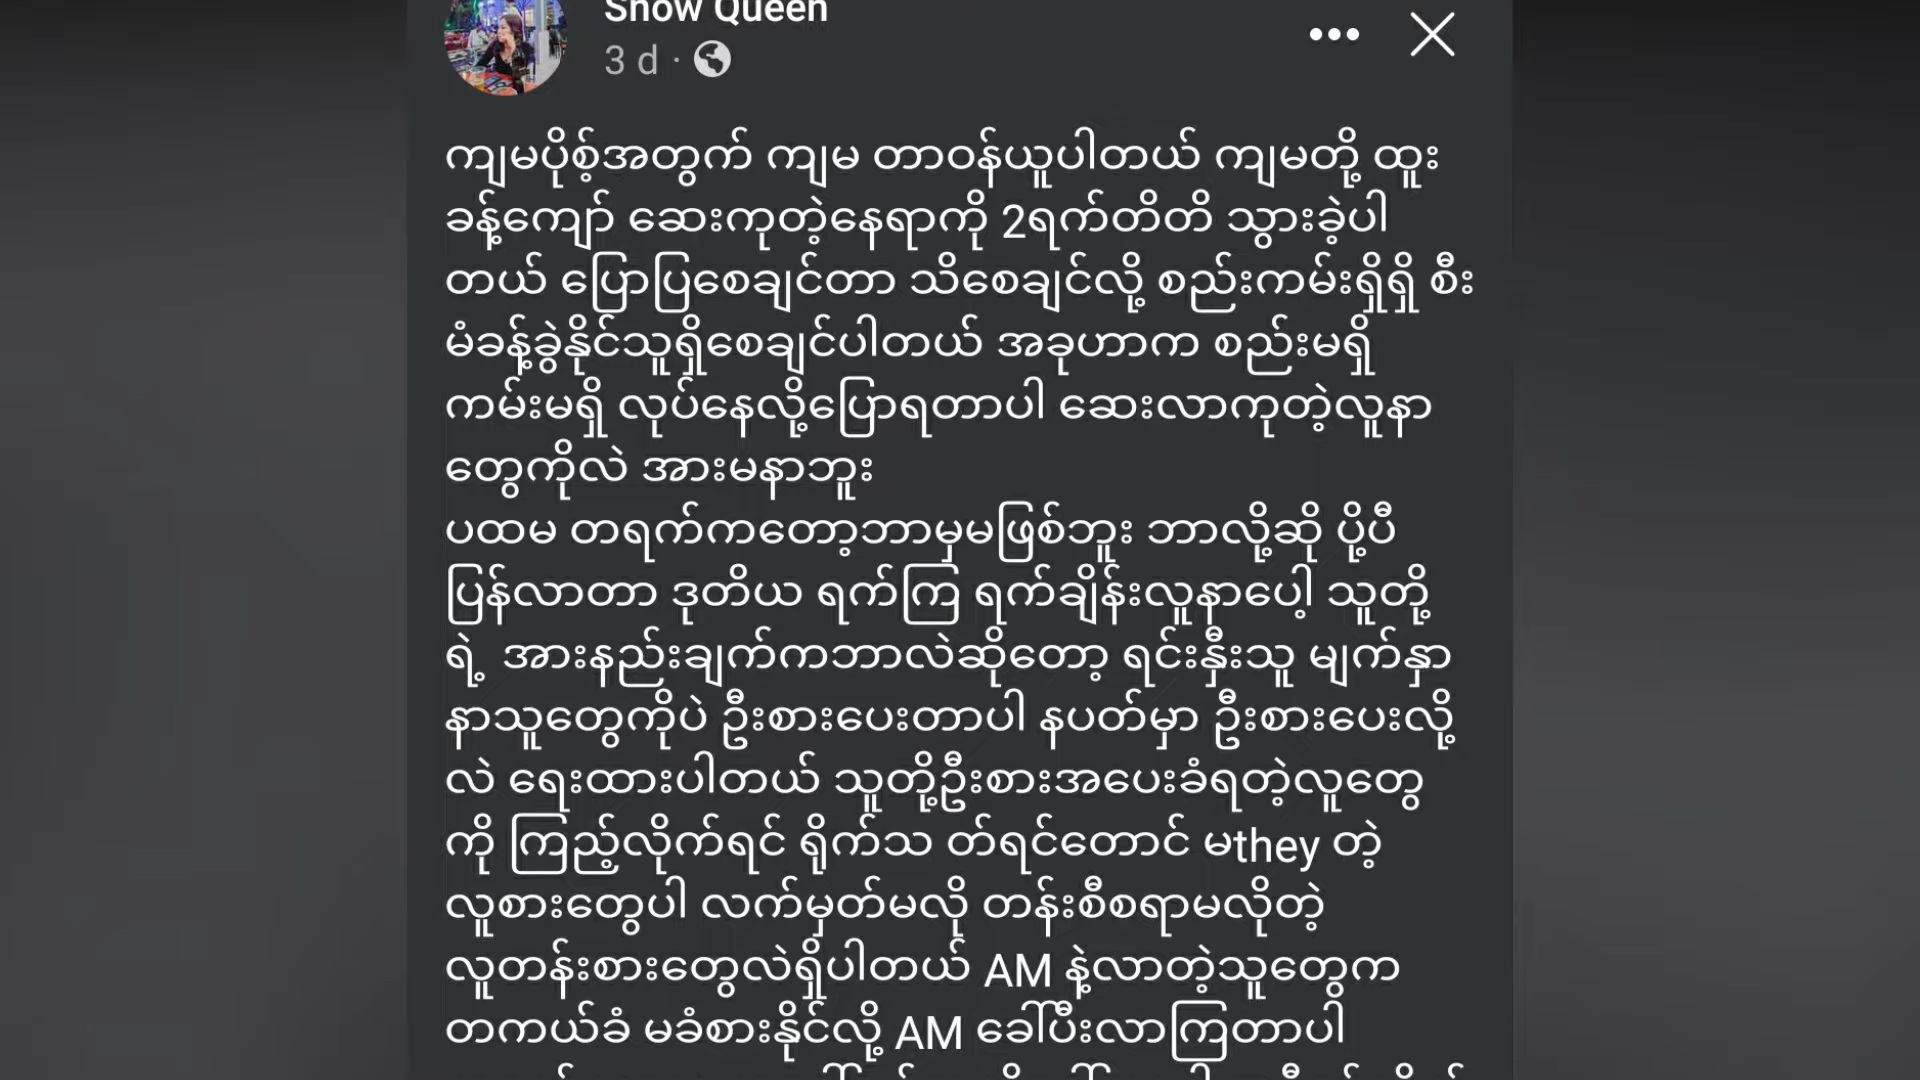 Snow Queen
3 d ·
ကျမပိုစ့်အတွက် ကျမ တာဝန်ယူပါတယ် ကျမတို့ ထူး
ခန့်ကျော် ဆေးကုတဲ့နေရာကို 2ရက်တိတိ သွားခဲ့ပါ
တယ် ပြောပြစေချင်တာ သိစေချင်လို့ စည်းကမ်းရှိရှိ စီး
မံခန့်ခွဲနိုင်သူရှိစေချင်ပါတယ် အခုဟာက စည်းမရှိ
ကမ်းမရှိ လုပ်နေလို့ပြောရတာပါ ဆေးလာကုတဲ့လူနာ
တွေကိုလဲ အားမနာဘူး
ပထမ တရက်ကတော့ဘာမှမဖြစ်ဘူး ဘာလို့ဆို ပို့ပီ
ပြန်လာတာ ဒုတိယ ရက်ကြ ရက်ချိန်းလူနာပေါ့ သူတို့
ရဲ့ အားနည်းချက်ကဘာလဲဆိုတော့ ရင်းနှီးသူ မျက်နှာ
နာသူတွေကိုပဲ ဦးစားပေးတာပါ နပတ်မှာ ဦးစားပေးလို့
လဲ ရေးထားပါတယ် သူတို့ဦးစားအပေးခံရတဲ့လူတွေ
ကို ကြည့်လိုက်ရင် ရိုက်သ တ်ရင်တောင် မthey တဲ့
လူစားတွေပါ လက်မှတ်မလို တန်းစီစရာမလိုတဲ့
လူတန်းစားတွေလဲရှိပါတယ် AM နဲ့လာတဲ့သူတွေက
တကယ်ခံ မခံစားနိုင်လို့ AM ခေါ်ပီးလာကြတာပါ